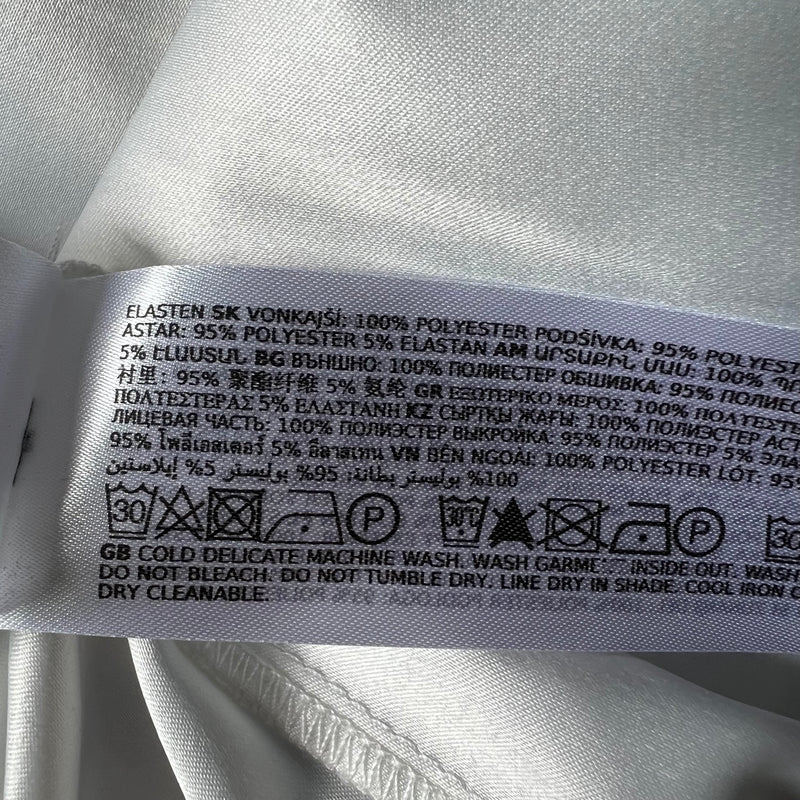 ELASTEN SK VONKAJŠÍ: 100% POLYESTER PODŠÍVKA: 95% POLYEST
ASTAR: 95% POLYESTER 5% ELASTAN AM ԱՐՏԱՔԻՆ ՄԱՍ: 100% ՊՈ
5% ԷԼԱՍՏԱՆ BG ВЪНШНО: 100% ПОЛИЕСТЕР ОБШИВКА: 95% ПОЛИЕС
衬里: 95% 聚酯纤维 5% 氨纶 GR ΕΞΩΤΕΡΙΚΟ ΜΕΡΟΣ: 100% ΠΟΛΥΕΣΤΕΡ
ΠΟΛΥΕΣΤΕΡΑΣ 5% ΕΛΑΣΤΑΝΗ KZ СЫРТҚЫ ЖАҒЫ: 100% ПОЛИЭСТЕР АСТ
ЛИЦЕВАЯ ЧАСТЬ: 100% ПОЛИЭСТЕР ВЫКРОЙКА: 95% ПОЛИЭСТЕР 5% ЭЛА
95% โพลีเอสเตอร์ 5% อีลาสเทน VN BÊN NGOÀI: 100% POLYESTER LÓT: 95%
100% بوليستر بطانة: 95% بوليستر 5% إيلاستين
30 P 30°C P 30
GB COLD DELICATE MACHINE WASH. WASH INSIDE OUT. WASH
DO NOT BLEACH. DO NOT TUMBLE DRY. LINE DRY IN SHADE. COOL IRON
DRY CLEANABLE.